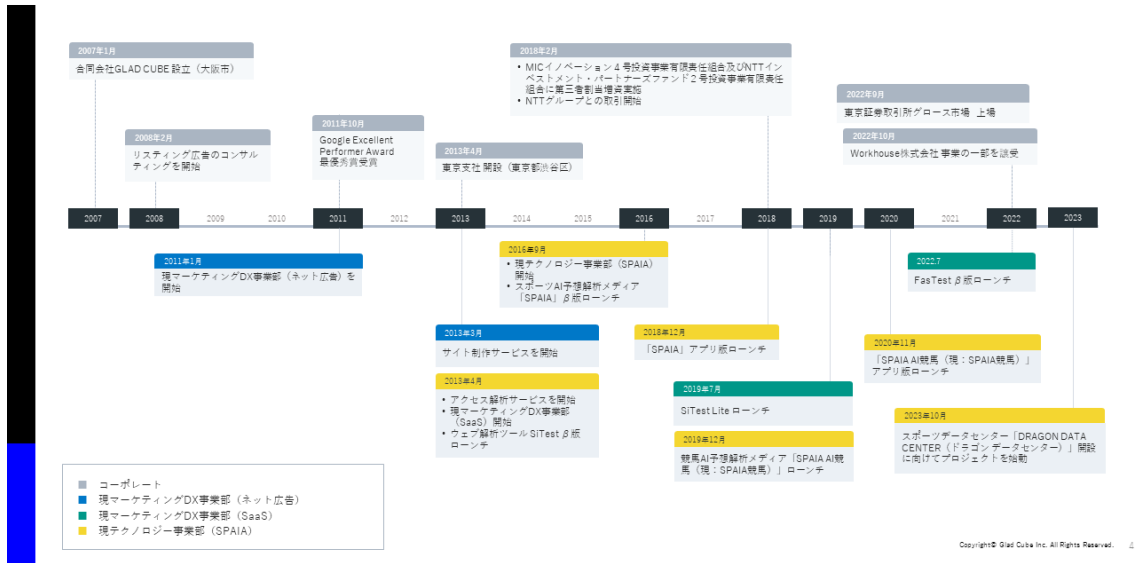 2007年1月
合同会社GLAD CUBE 設立（大阪市）
2008年2月
リスティング広告のコンサル
ティングを開始
2011年10月
Google Excellent
Performer Award
最優秀賞受賞
2013年4月
東京支社 開設（東京都渋谷区）
2018年2月
• MICイノベーション４号投資事業有限責任組合及びNTTイン
ベストメント・パートナーズファンド２号投資事業有限責任
組合に第三者割当増資実施
• NTTグループとの取引開始
2022年9月
東京証券取引所グロース市場 上場
2022年10月
Workhouse株式会社 事業の一部を譲受
2007 2008 2009 2010 2011 2012 2013 2014 2015 2016 2017 2018 2019 2020 2021 2022 2023
2011年1月
現マーケティングDX事業部（ネット広告）を
開始
2013年3月
サイト制作サービスを開始
2013年4月
• アクセス解析サービスを開始
• 現マーケティングDX事業部
（SaaS）開始
• ウェブ解析ツール SiTest β版
ローンチ
2016年9月
• 現テクノロジー事業部（SPAIA）
開始
• スポーツAI予想解析メディア
「SPAIA」β版ローンチ
2018年12月
「SPAIA」アプリ版ローンチ
2019年7月
SiTest Lite ローンチ
2019年12月
競馬AI予想解析メディア「SPAIA AI競
馬（現：SPAIA競馬）」ローンチ
2022.7
FasTest β版ローンチ
2020年11月
「SPAIA AI競馬（現：SPAIA競馬）」
アプリ版ローンチ
2023年10月
スポーツデータセンター「DRAGON DATA
CENTER（ドラゴン データセンター）」開設
に向けてプロジェクトを始動
■ コーポレート
■ 現マーケティングDX事業部（ネット広告）
■ 現マーケティングDX事業部（SaaS）
■ 現テクノロジー事業部（SPAIA）
Copyright© Glad Cube Inc. All Rights Reserved. 4